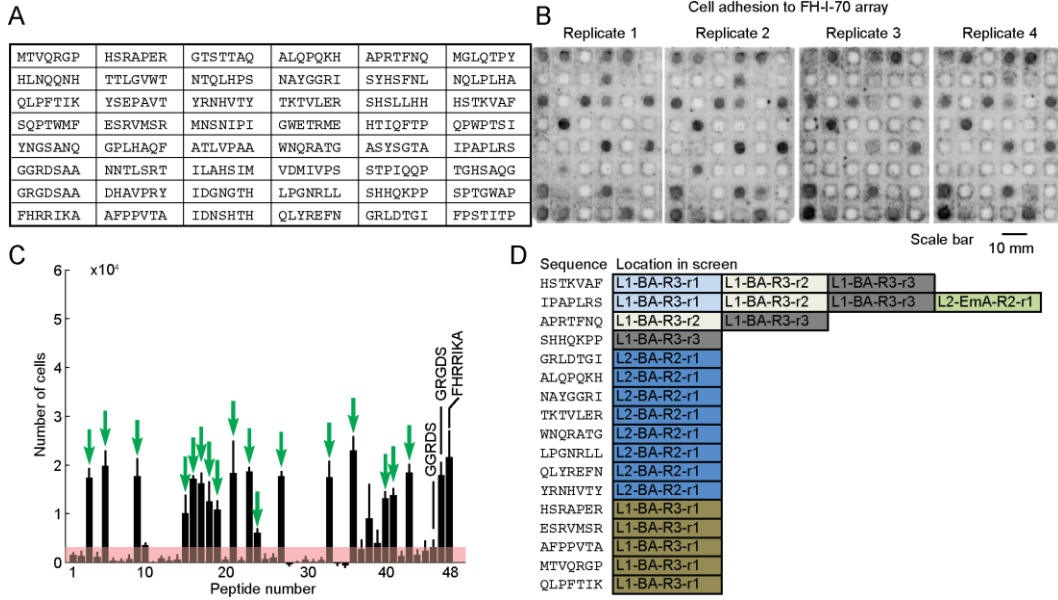 A
MTVQRGP HSRAPER GTSTTAQ ALQPQKH APRTFNQ MGLQTPY
HLNQQNH TTLGVWT NTQLHPS NAYGGRI SYHSFNL NQLPLHA
QLPFTIK YSEPAVT YRNHVTY TKTVLER SHSLLHH HSTKVAF
SQPTWMF ESRVMSR MNSNIPI GWETRME HTIQFTP QPWPTSI
YNGSANQ GPLHAQF ATLVPAA WNQRATG ASYSGTA IPAPLRS
GGRDSAA NNTLSRT ILAHSIM VDMIVPS STPIQQP TGHSAQG
GRGDSAA DHAVPRY IDGNGTH LPGNRLL SHHQKPP SPTGWAP
FHRRIKA AFPPVTA IDNSHTH QLYREFN GRLDTGI FPSTITP
B
Cell adhesion to FH-I-70 array
Replicate 1 Replicate 2 Replicate 3 Replicate 4
Scale bar
10 mm
C
x10⁴
6
5
4
3
2
1
0
Number of cells
GGRDS
GRGDS
FHRRIKA
1 10 20 30 40 48
Peptide number
D
Sequence Location in screen
HSTKVAF L1-BA-R3-r1 L1-BA-R3-r2 L1-BA-R3-r3
IPAPLRS L1-BA-R3-r1 L1-BA-R3-r2 L1-BA-R3-r3 L2-EmA-R2-r1
APRTFNQ L1-BA-R3-r2 L1-BA-R3-r3
SHHQKPP L1-BA-R3-r3
GRLDTGI L2-BA-R2-r1
ALQPQKH L2-BA-R2-r1
NAYGGRI L2-BA-R2-r1
TKTVLER L2-BA-R2-r1
WNQRATG L2-BA-R2-r1
LPGNRLL L2-BA-R2-r1
QLYREFN L2-BA-R2-r1
YRNHVTY L2-BA-R2-r1
HSRAPER L1-BA-R3-r1
ESRVMSR L1-BA-R3-r1
AFPPVTA L1-BA-R3-r1
MTVQRGP L1-BA-R3-r1
QLPFTIK L1-BA-R3-r1